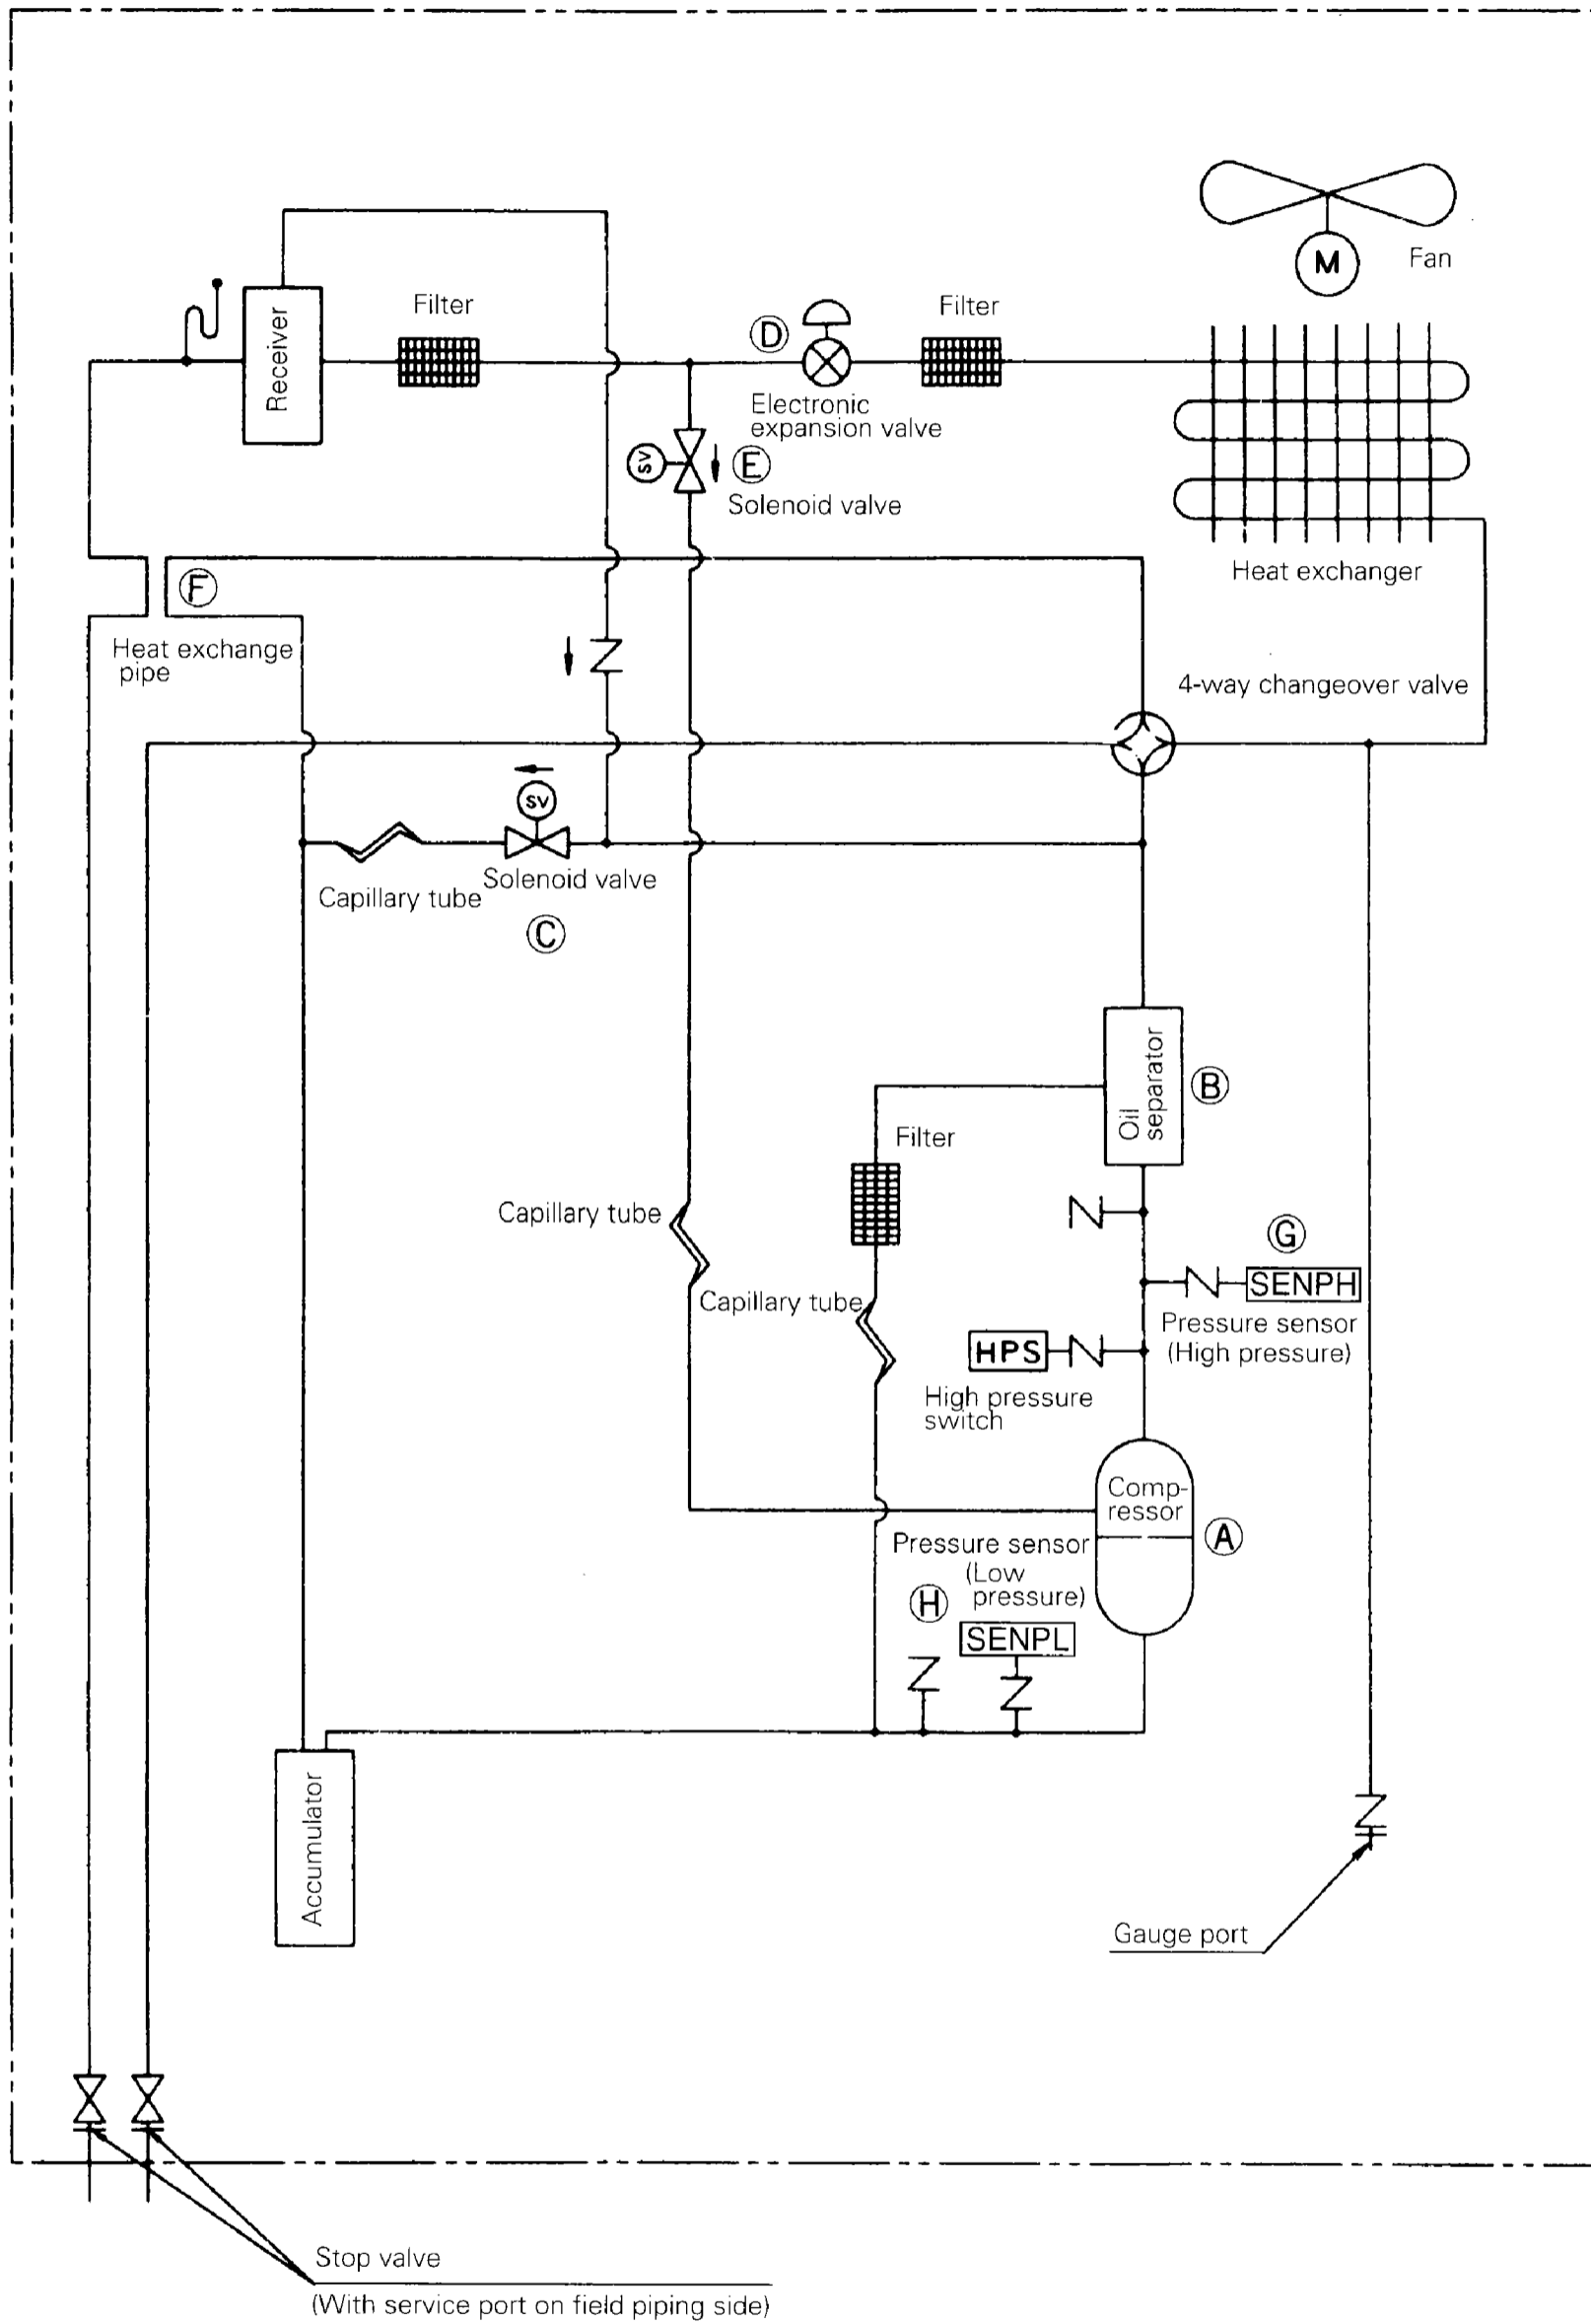 M
Fan
Receiver
Filter
D
Filter
Electronic
expansion valve
SV
E
Solenoid valve
Heat exchanger
F
Heat exchange
pipe
4-way changeover valve
SV
Solenoid valve
Capillary tube
C
Oil
separator
B
Filter
Capillary tube
G
SENPH
Capillary tube
Pressure sensor
(High pressure)
HPS
High pressure
switch
Comp-
ressor
A
Pressure sensor
(Low
pressure)
H
SENPL
Accumulator
Gauge port
Stop valve
(With service port on field piping side)